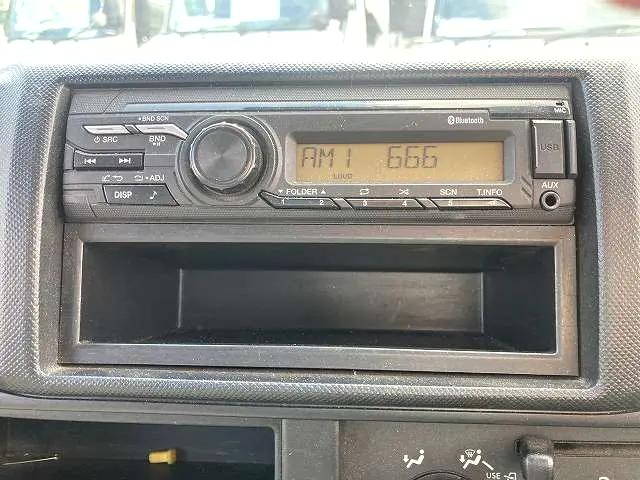 • BND SCN
Bluetooth
MIC
SRC
BND
AM1 666
LOUD
USB
• ADJ
DISP
FOLDER
SCN
T.INFO
AUX
1 2 3 4 5
USE